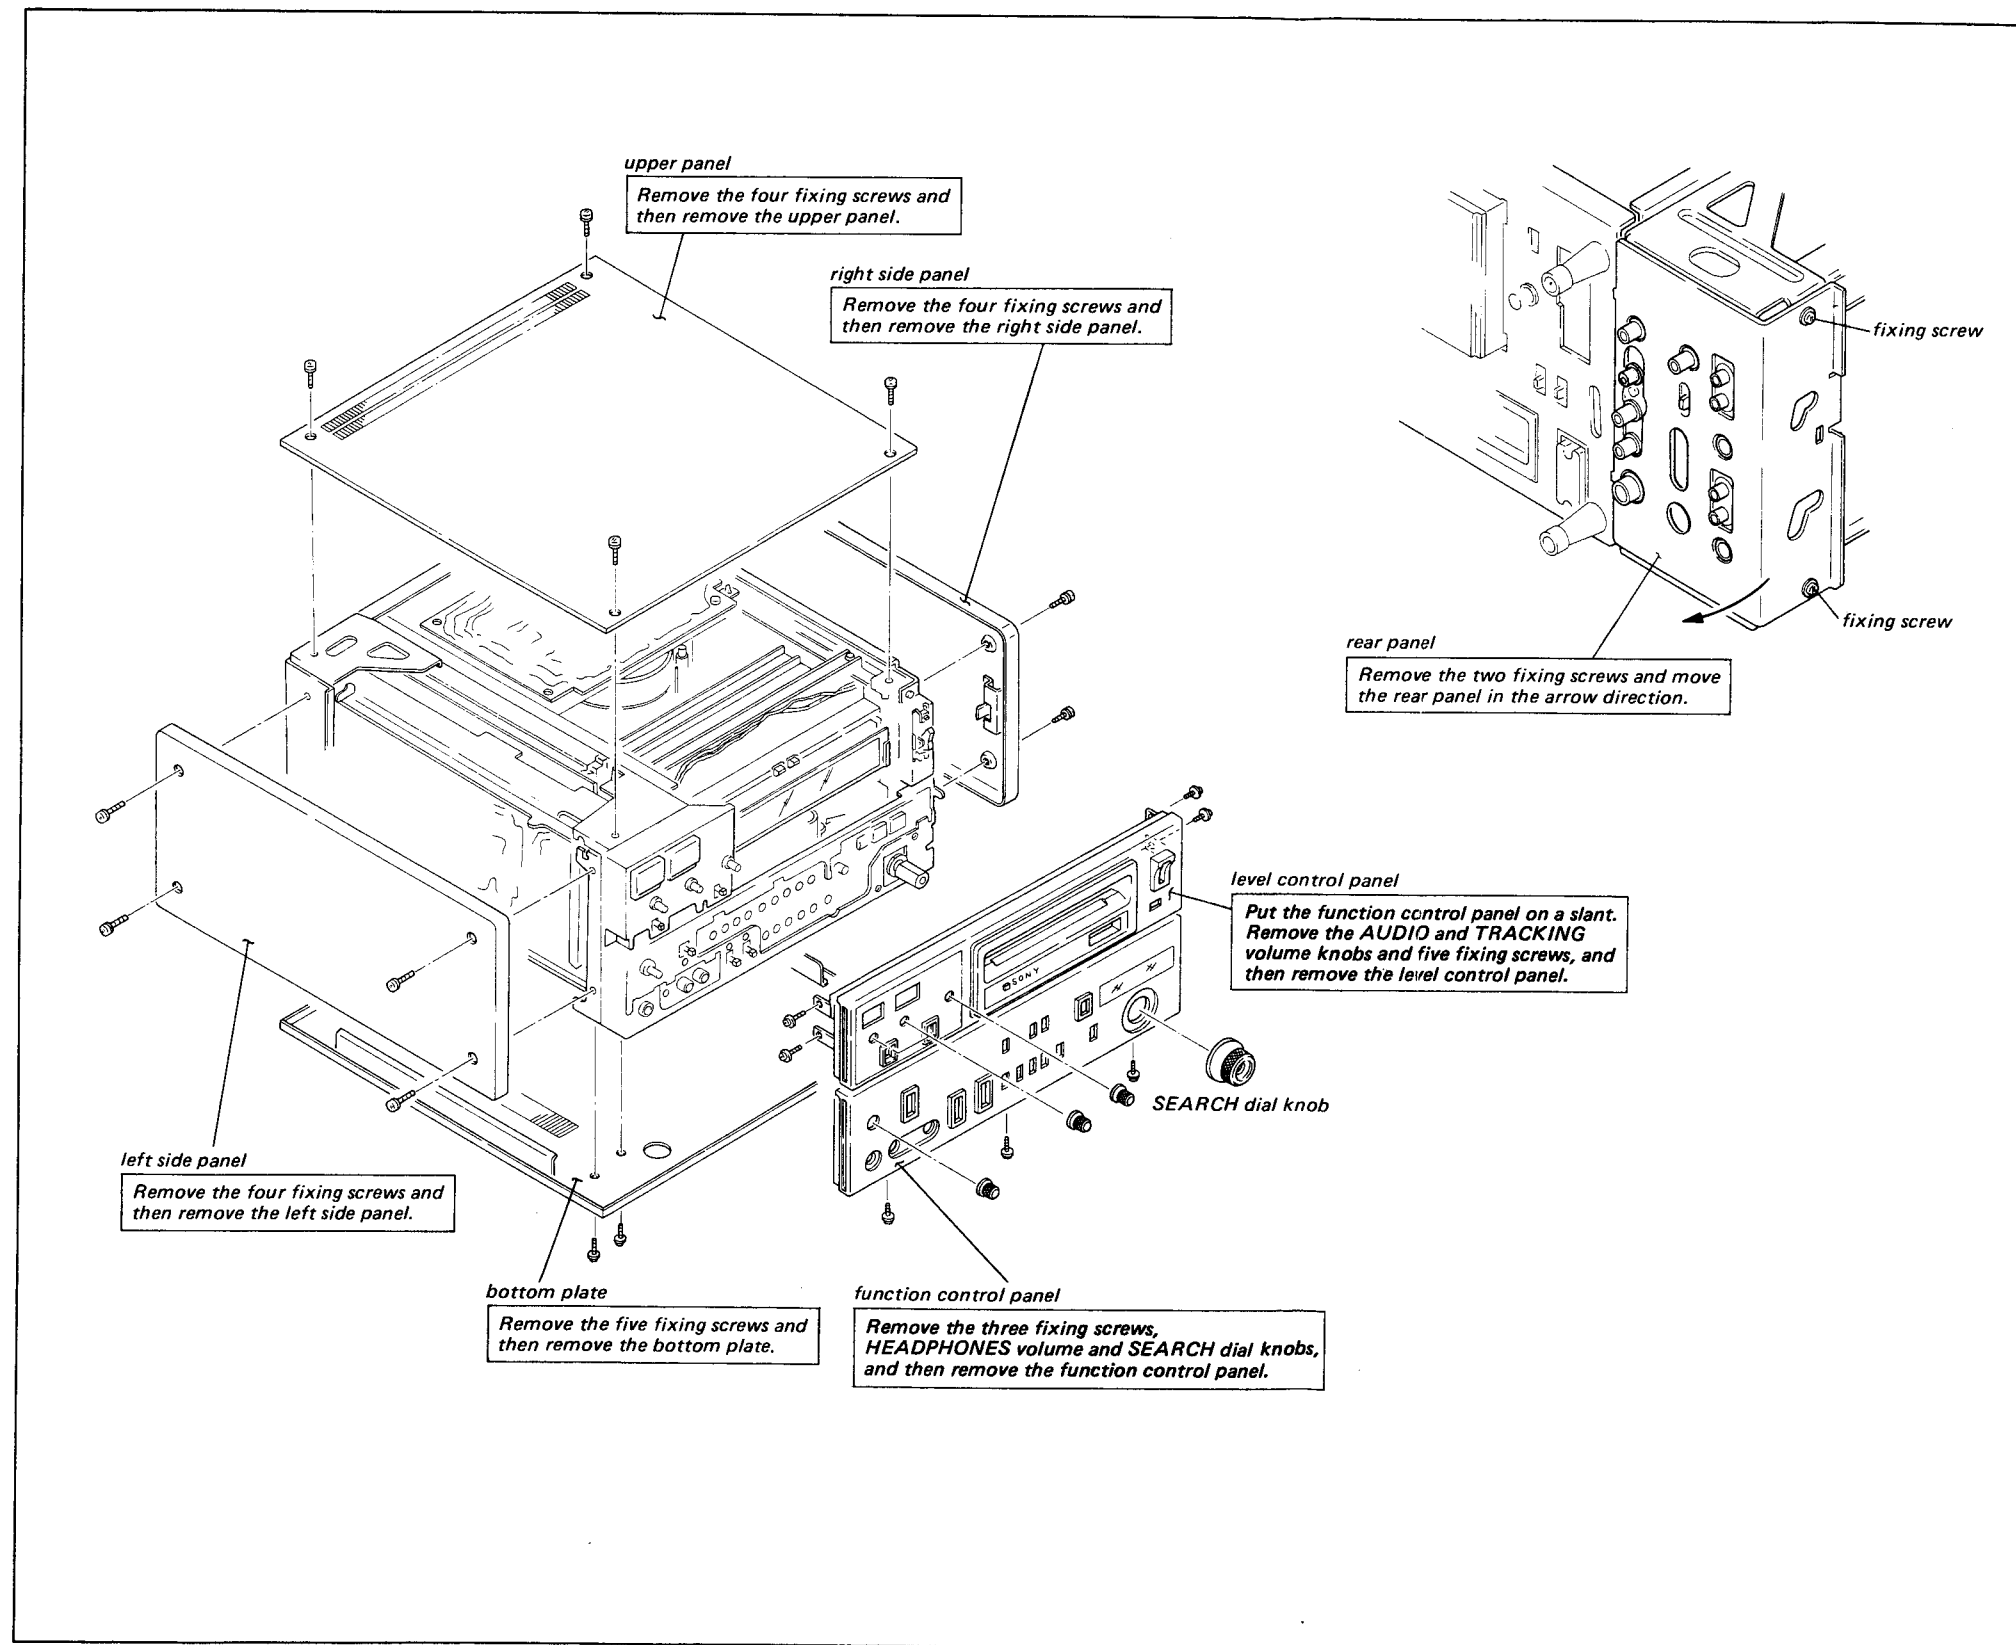 upper panel
Remove the four fixing screws and
then remove the upper panel.
right side panel
Remove the four fixing screws and
then remove the right side panel.
fixing screw
fixing screw
rear panel
Remove the two fixing screws and move
the rear panel in the arrow direction.
level control panel
Put the function control panel on a slant.
Remove the AUDIO and TRACKING
volume knobs and five fixing screws, and
then remove the level control panel.
SONY
SEARCH dial knob
left side panel
Remove the four fixing screws and
then remove the left side panel.
bottom plate
Remove the five fixing screws and
then remove the bottom plate.
function control panel
Remove the three fixing screws,
HEADPHONES volume and SEARCH dial knobs,
and then remove the function control panel.